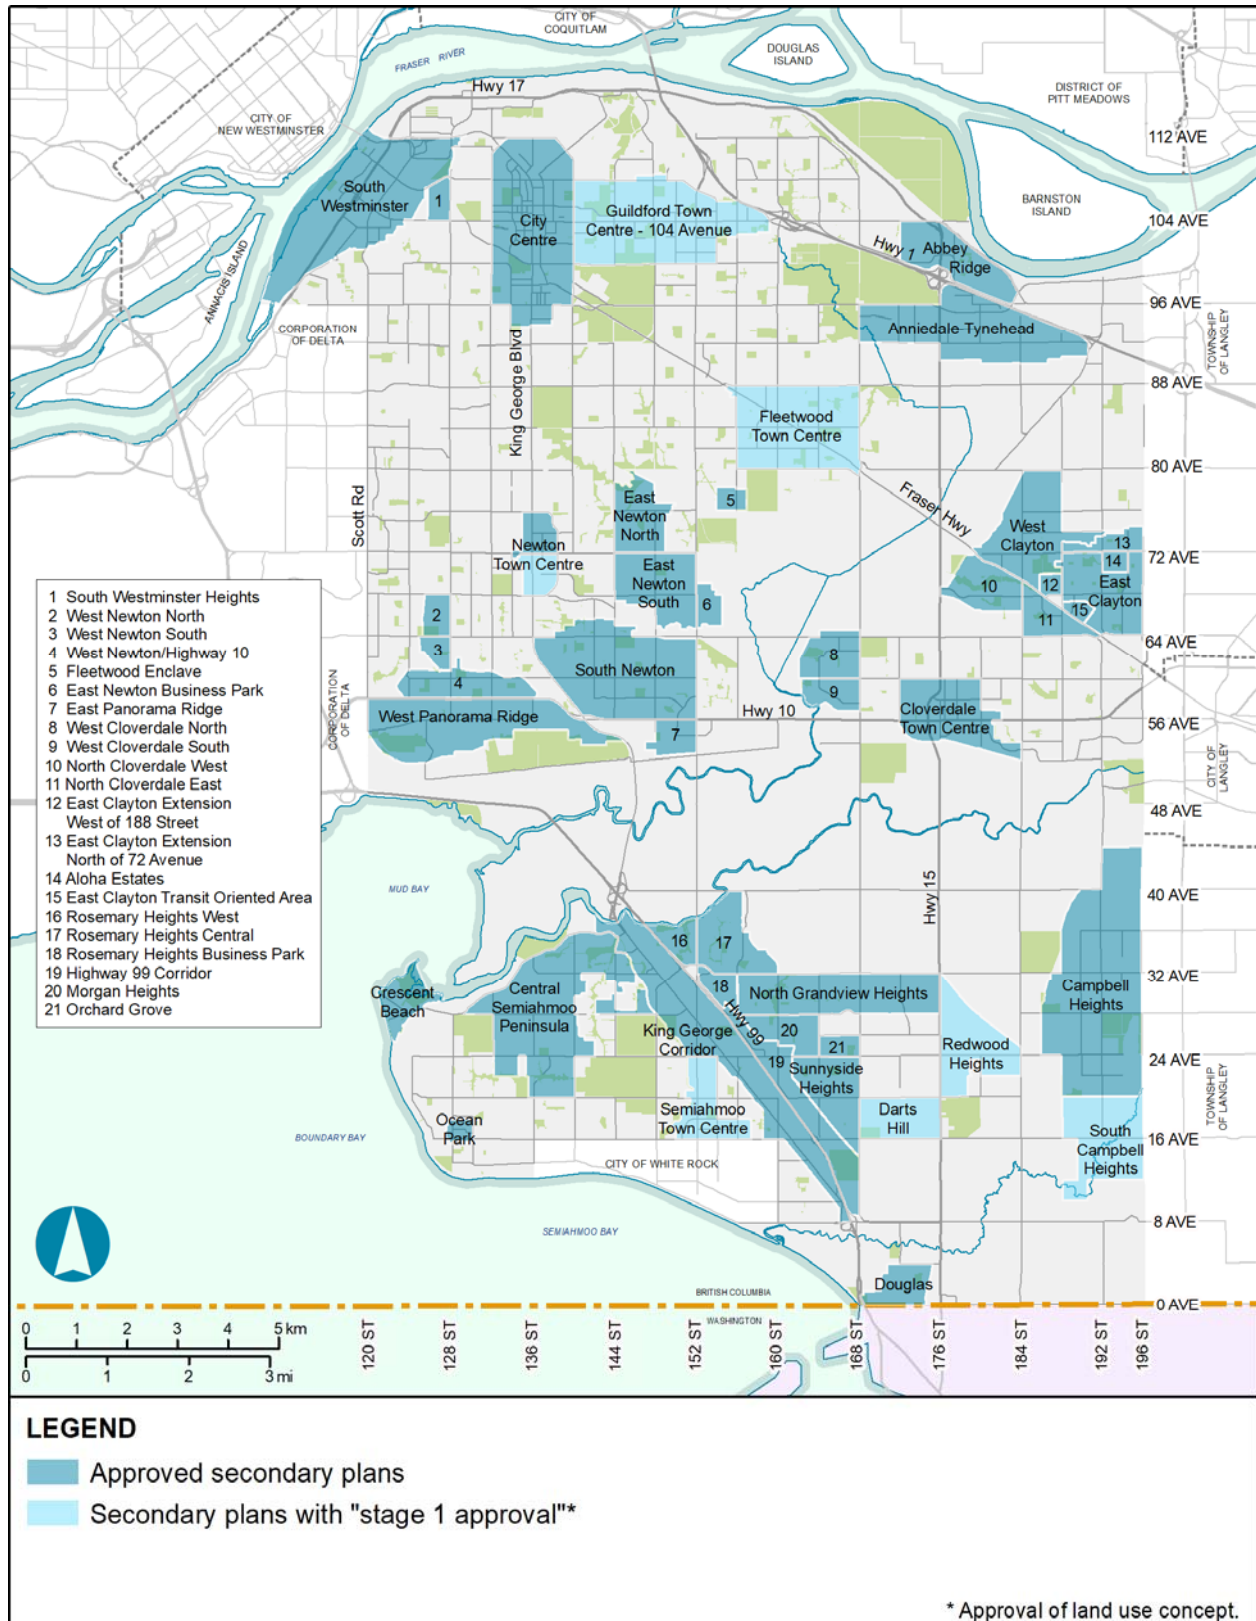 CITY OF
COQUITLAM
FRASER RIVER
DOUGLAS
ISLAND
Hwy 17
DISTRICT OF
PITT MEADOWS
CITY OF
NEW WESTMINSTER
112 AVE
South
Westminster
1
City
Centre
Guildford Town
Centre - 104 Avenue
BARNSTON
ISLAND
104 AVE
Hwy 1
Abbey
Ridge
ANNACIS ISLAND
96 AVE
CORPORATION
OF DELTA
Anniedale-Tynehead
TOWNSHIP
OF LANGLEY
King George Blvd
88 AVE
Fleetwood
Town Centre
80 AVE
Scott Rd
East
Newton
North
5
Fraser Hwy
West
Clayton
13
Newton
Town Centre
72 AVE
14
East
Newton
South
6
10
12
East
Clayton
15
11
1 South Westminster Heights
2 West Newton North
3 West Newton South
4 West Newton/Highway 10
5 Fleetwood Enclave
6 East Newton Business Park
7 East Panorama Ridge
8 West Cloverdale North
9 West Cloverdale South
10 North Cloverdale West
11 North Cloverdale East
12 East Clayton Extension
West of 188 Street
13 East Clayton Extension
North of 72 Avenue
14 Aloha Estates
15 East Clayton Transit Oriented Area
16 Rosemary Heights West
17 Rosemary Heights Central
18 Rosemary Heights Business Park
19 Highway 99 Corridor
20 Morgan Heights
21 Orchard Grove
2
3
4
64 AVE
South Newton
8
9
CORPORATION
OF DELTA
West Panorama Ridge
7
Hwy 10
Cloverdale
Town Centre
56 AVE
CITY OF
LANGLEY
48 AVE
MUD BAY
Hwy 15
40 AVE
16
17
32 AVE
Crescent
Beach
Central
Semiahmoo
Peninsula
18
North Grandview Heights
Campbell
Heights
Hwy 99
King George
Corridor
20
21
Redwood
Heights
24 AVE
19
Sunnyside
Heights
TOWNSHIP
OF LANGLEY
Ocean
Park
Semiahmoo
Town Centre
Darts
Hill
South
Campbell
Heights
16 AVE
BOUNDARY BAY
CITY OF WHITE ROCK
SEMIAHMOO BAY
8 AVE
Douglas
BRITISH COLUMBIA
0 AVE
WASHINGTON
0 1 2 3 4 5 km
0 1 2 3 mi
120 ST
128 ST
136 ST
144 ST
152 ST
160 ST
168 ST
176 ST
184 ST
192 ST
196 ST
LEGEND
Approved secondary plans
Secondary plans with "stage 1 approval"*
* Approval of land use concept.